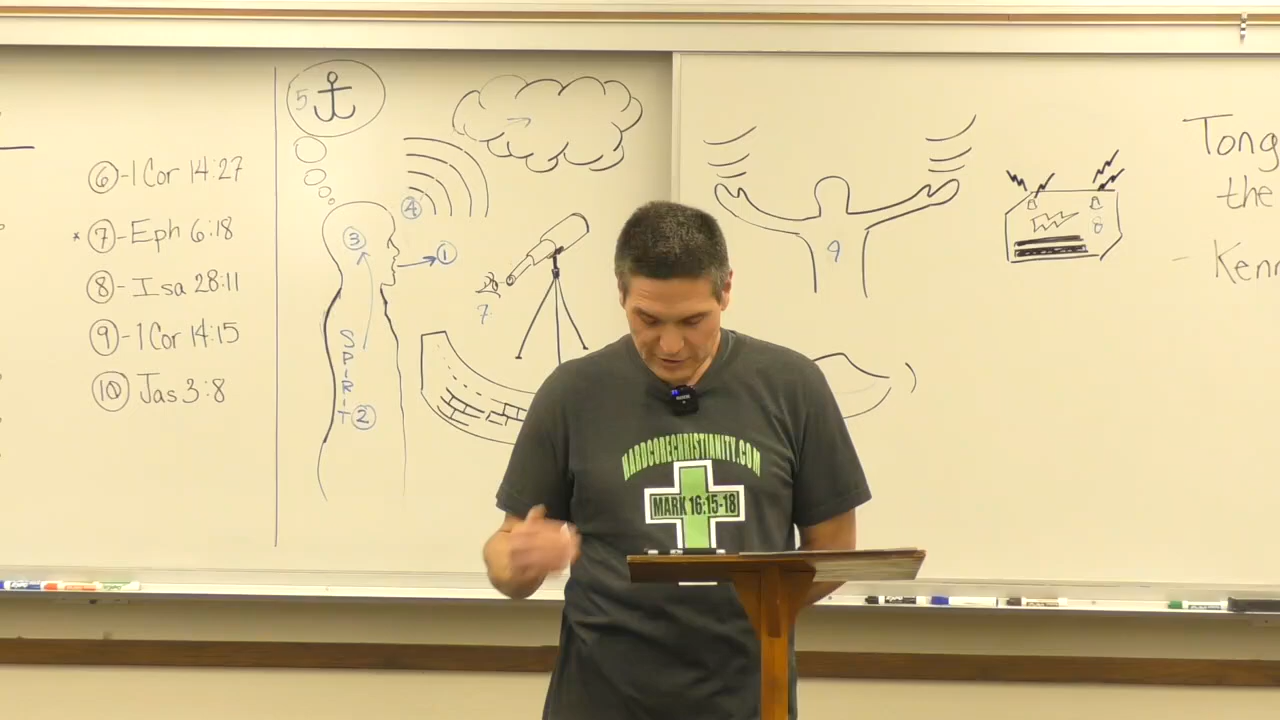 ⑥-1 Cor 14:27
* ⑦-Eph 6:18
⑧-Isa 28:11
⑨-1 Cor 14:15
⑩ Jas 3:8
5
④
③
①
SPIRIT
②
7
9
8
Tong
the
- Kenn
HARDCORECHRISTIANITY.COM
MARK 16:15-18